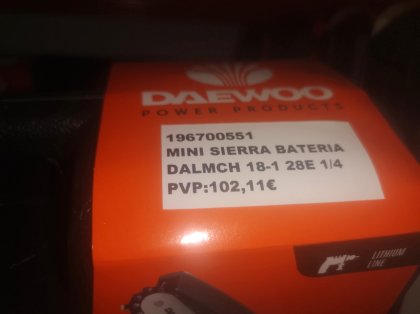 DAEWOO
POWER PRODUCTS
196700551
MINI SIERRA BATERIA
DALMCH 18-1 28E 1/4
PVP:102,11€
LITHIUM
LINE